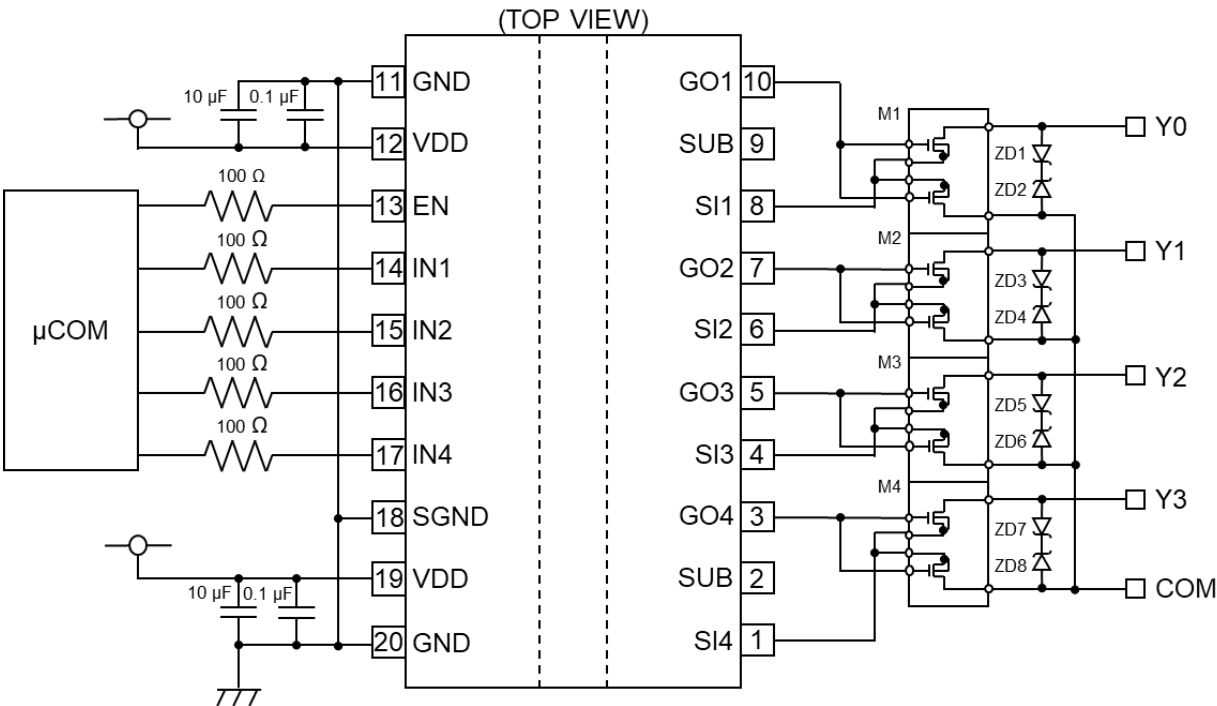 (TOP VIEW)
11 GND
GO1 10
10 µF
0.1 µF
M1
Y0
12 VDD
SUB 9
ZD1
100 Ω
ZD2
13 EN
SI1 8
100 Ω
M2
Y1
14 IN1
GO2 7
ZD3
100 Ω
ZD4
µCOM
15 IN2
SI2 6
100 Ω
M3
Y2
16 IN3
GO3 5
ZD5
100 Ω
ZD6
17 IN4
SI3 4
M4
Y3
18 SGND
GO4 3
ZD7
ZD8
19 VDD
SUB 2
COM
10 µF
0.1 µF
20 GND
SI4 1